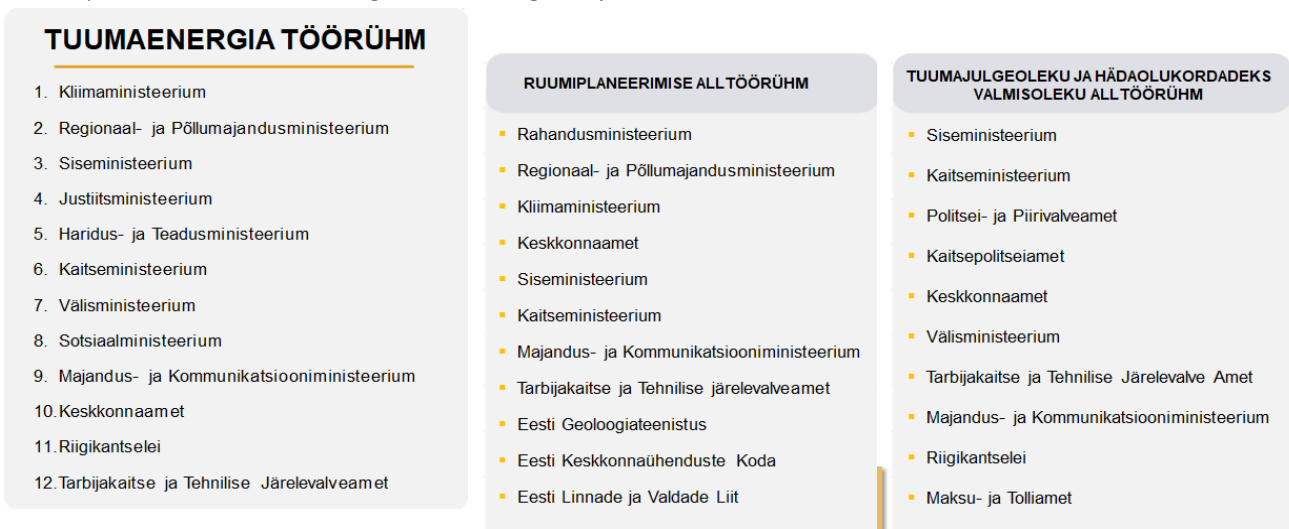 TUUMAENERGIA TÖÖRÜHM
1. Kliimaministeerium
2. Regionaal- ja Põllumajandusministeerium
3. Siseministeerium
4. Justiitsministeerium
5. Haridus- ja Teadusministeerium
6. Kaitseministeerium
7. Välisministeerium
8. Sotsiaalministeerium
9. Majandus- ja Kommunikatsiooniministeerium
10. Keskkonnaamet
11. Riigikantselei
12. Tarbijakaitse ja Tehnilise Järelevalveamet
RUUMIPLANEERIMISE ALLTÖÖRÜHM
Rahandusministeerium
Regionaal- ja Põllumajandusministeerium
Kliimaministeerium
Keskkonnaamet
Siseministeerium
Kaitseministeerium
Majandus- ja Kommunikatsiooniministeerium
Tarbijakaitse ja Tehnilise järelevalveamet
Eesti Geoloogiateenistus
Eesti Keskkonnaühenduste Koda
Eesti Linnade ja Valdade Liit
TUUMAJULGEOLEKU JA HÄDAOLUKORDADEKS
VALMISOLEKU ALLTÖÖRÜHM
Siseministeerium
Kaitseministeerium
Politsei- ja Piirivalveamet
Kaitsepolitseiamet
Keskkonnaamet
Välisministeerium
Tarbijakaitse ja Tehnilise Järelevalve Amet
Majandus- ja Kommunikatsiooniministeerium
Riigikantselei
Maksu- ja Tolliamet